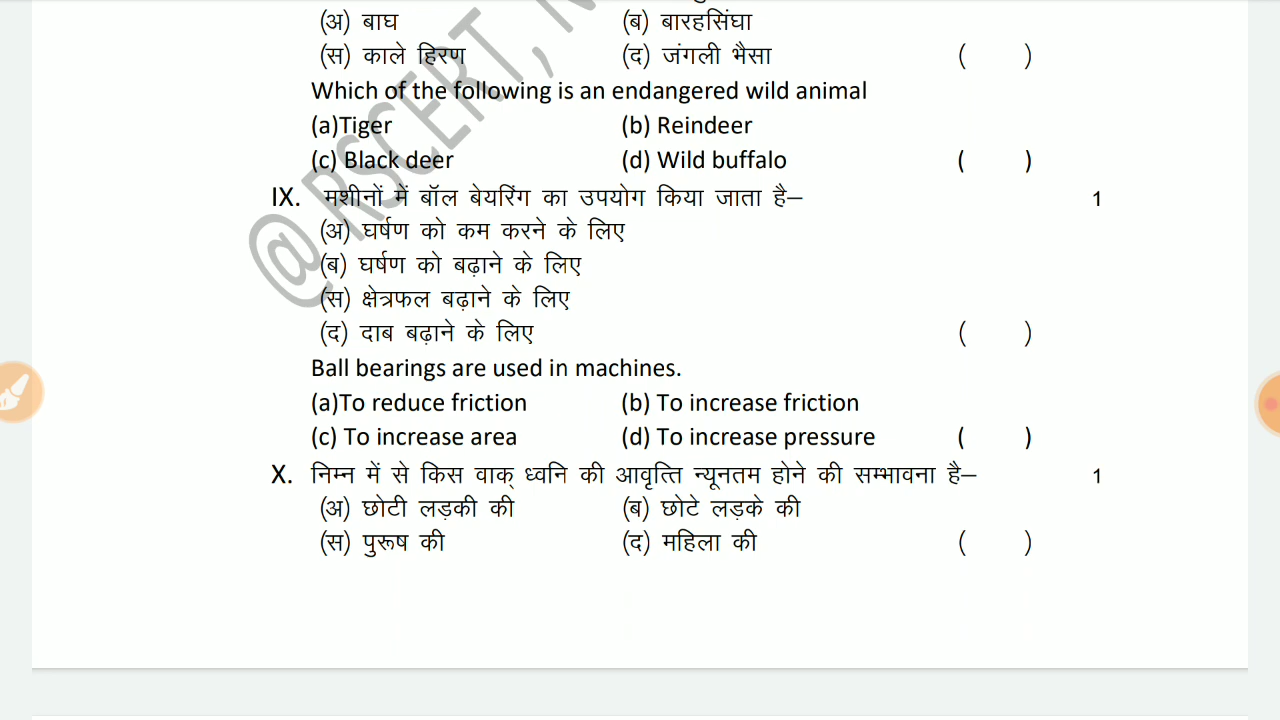 (अ) बाघ (ब) बारहसिंघा
(स) काले हिरण (द) जंगली भैसा ( )
Which of the following is an endangered wild animal
(a)Tiger (b) Reindeer
(c) Black deer (d) Wild buffalo ( )
IX. मशीनों में बॉल बेयरिंग का उपयोग किया जाता है– 1
(अ) घर्षण को कम करने के लिए
(ब) घर्षण को बढ़ाने के लिए
(स) क्षेत्रफल बढ़ाने के लिए
(द) दाब बढ़ाने के लिए ( )
Ball bearings are used in machines.
(a)To reduce friction (b) To increase friction
(c) To increase area (d) To increase pressure ( )
X. निम्न में से किस वाक् ध्वनि की आवृत्ति न्यूनतम होने की सम्भावना है– 1
(अ) छोटी लड़की की (ब) छोटे लड़के की
(स) पुरूष की (द) महिला की ( )
@ RSCERT,